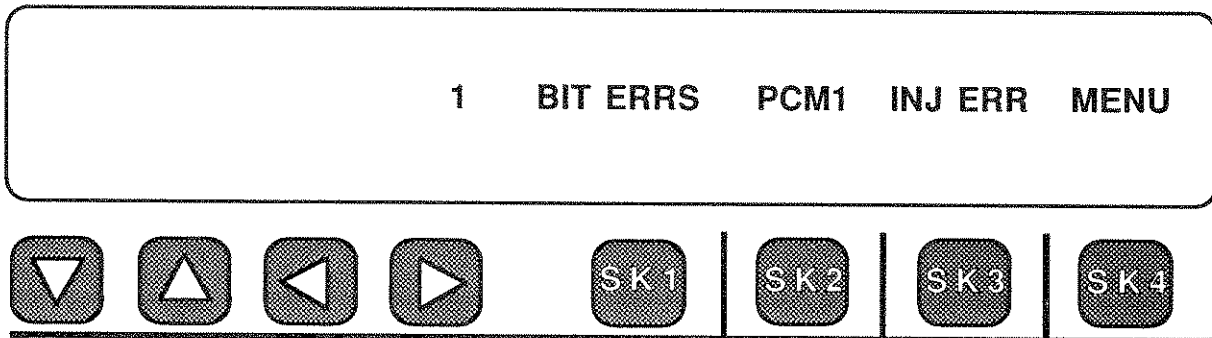 1 BIT ERRS PCM1 INJ ERR MENU
SK1 SK2 SK3 SK4